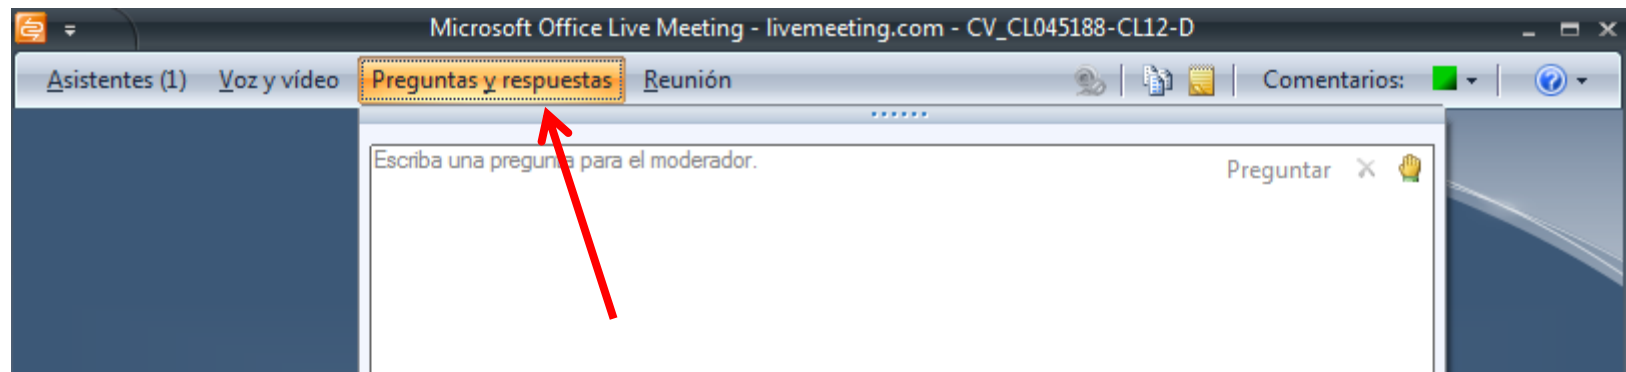 Microsoft Office Live Meeting - livemeeting.com - CV_CL045188-CL12-D
Asistentes (1) Voz y vídeo Preguntas y respuestas Reunión Comentarios:
Escriba una pregunta para el moderador.
Preguntar